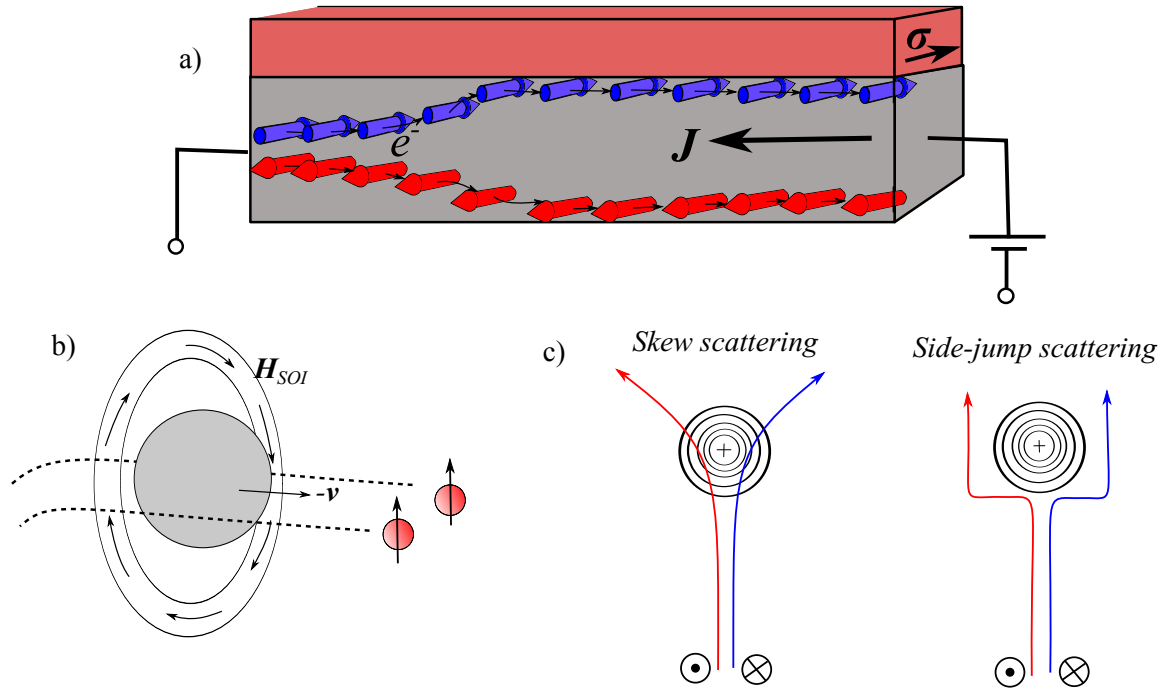 a)
σ
e-
J
b)
H_SOI
-v
c)
Skew scattering
Side-jump scattering
+
+